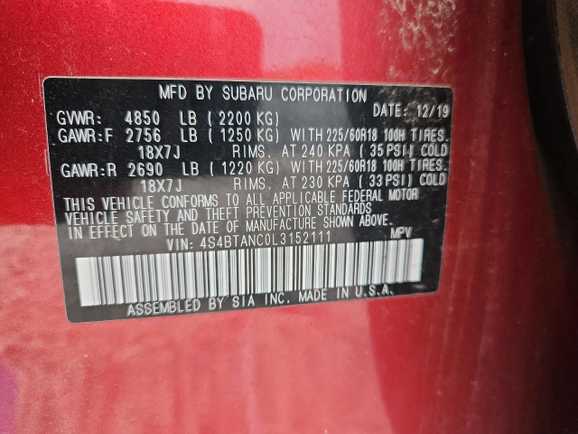 MFD BY SUBARU CORPORATION
DATE: 12/19
GVWR: 4850 LB (2200 KG)
GAWR:F 2756 LB (1250 KG) WITH 225/60R18 100H TIRES.
18X7J RIMS. AT 240 KPA (35 PSI) COLD
GAWR:R 2690 LB (1220 KG) WITH 225/60R18 100H TIRES.
18X7J RIMS. AT 230 KPA (33 PSI) COLD
THIS VEHICLE CONFORMS TO ALL APPLICABLE FEDERAL MOTOR
VEHICLE SAFETY AND THEFT PREVENTION STANDARDS
IN EFFECT ON THE DATE OF MANUFACTURE SHOWN ABOVE.
VIN: 4S4BTANC0L3152111 MPV
ASSEMBLED BY SIA INC. MADE IN U.S.A.